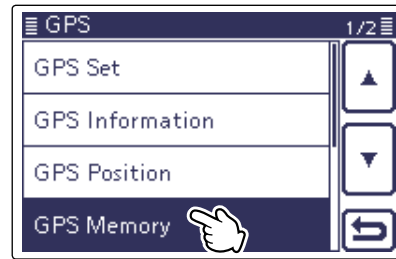 GPS 1/2
GPS Set
GPS Information
GPS Position
GPS Memory